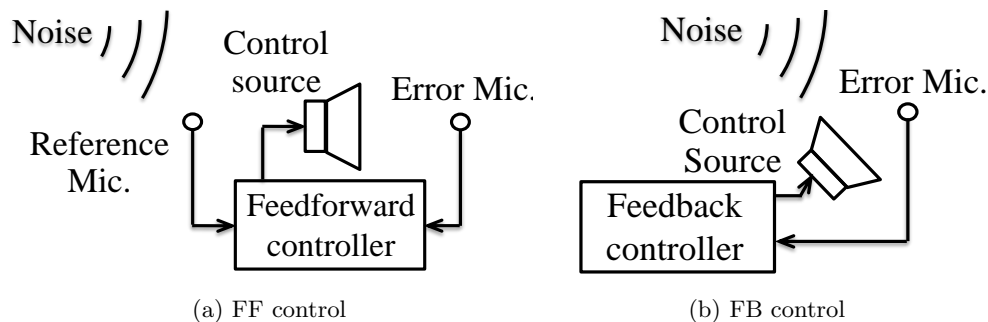 Noise
Control
source
Error Mic.
Reference
Mic.
Feedforward
controller
(a) FF control
Noise
Error Mic.
Control
Source
Feedback
controller
(b) FB control